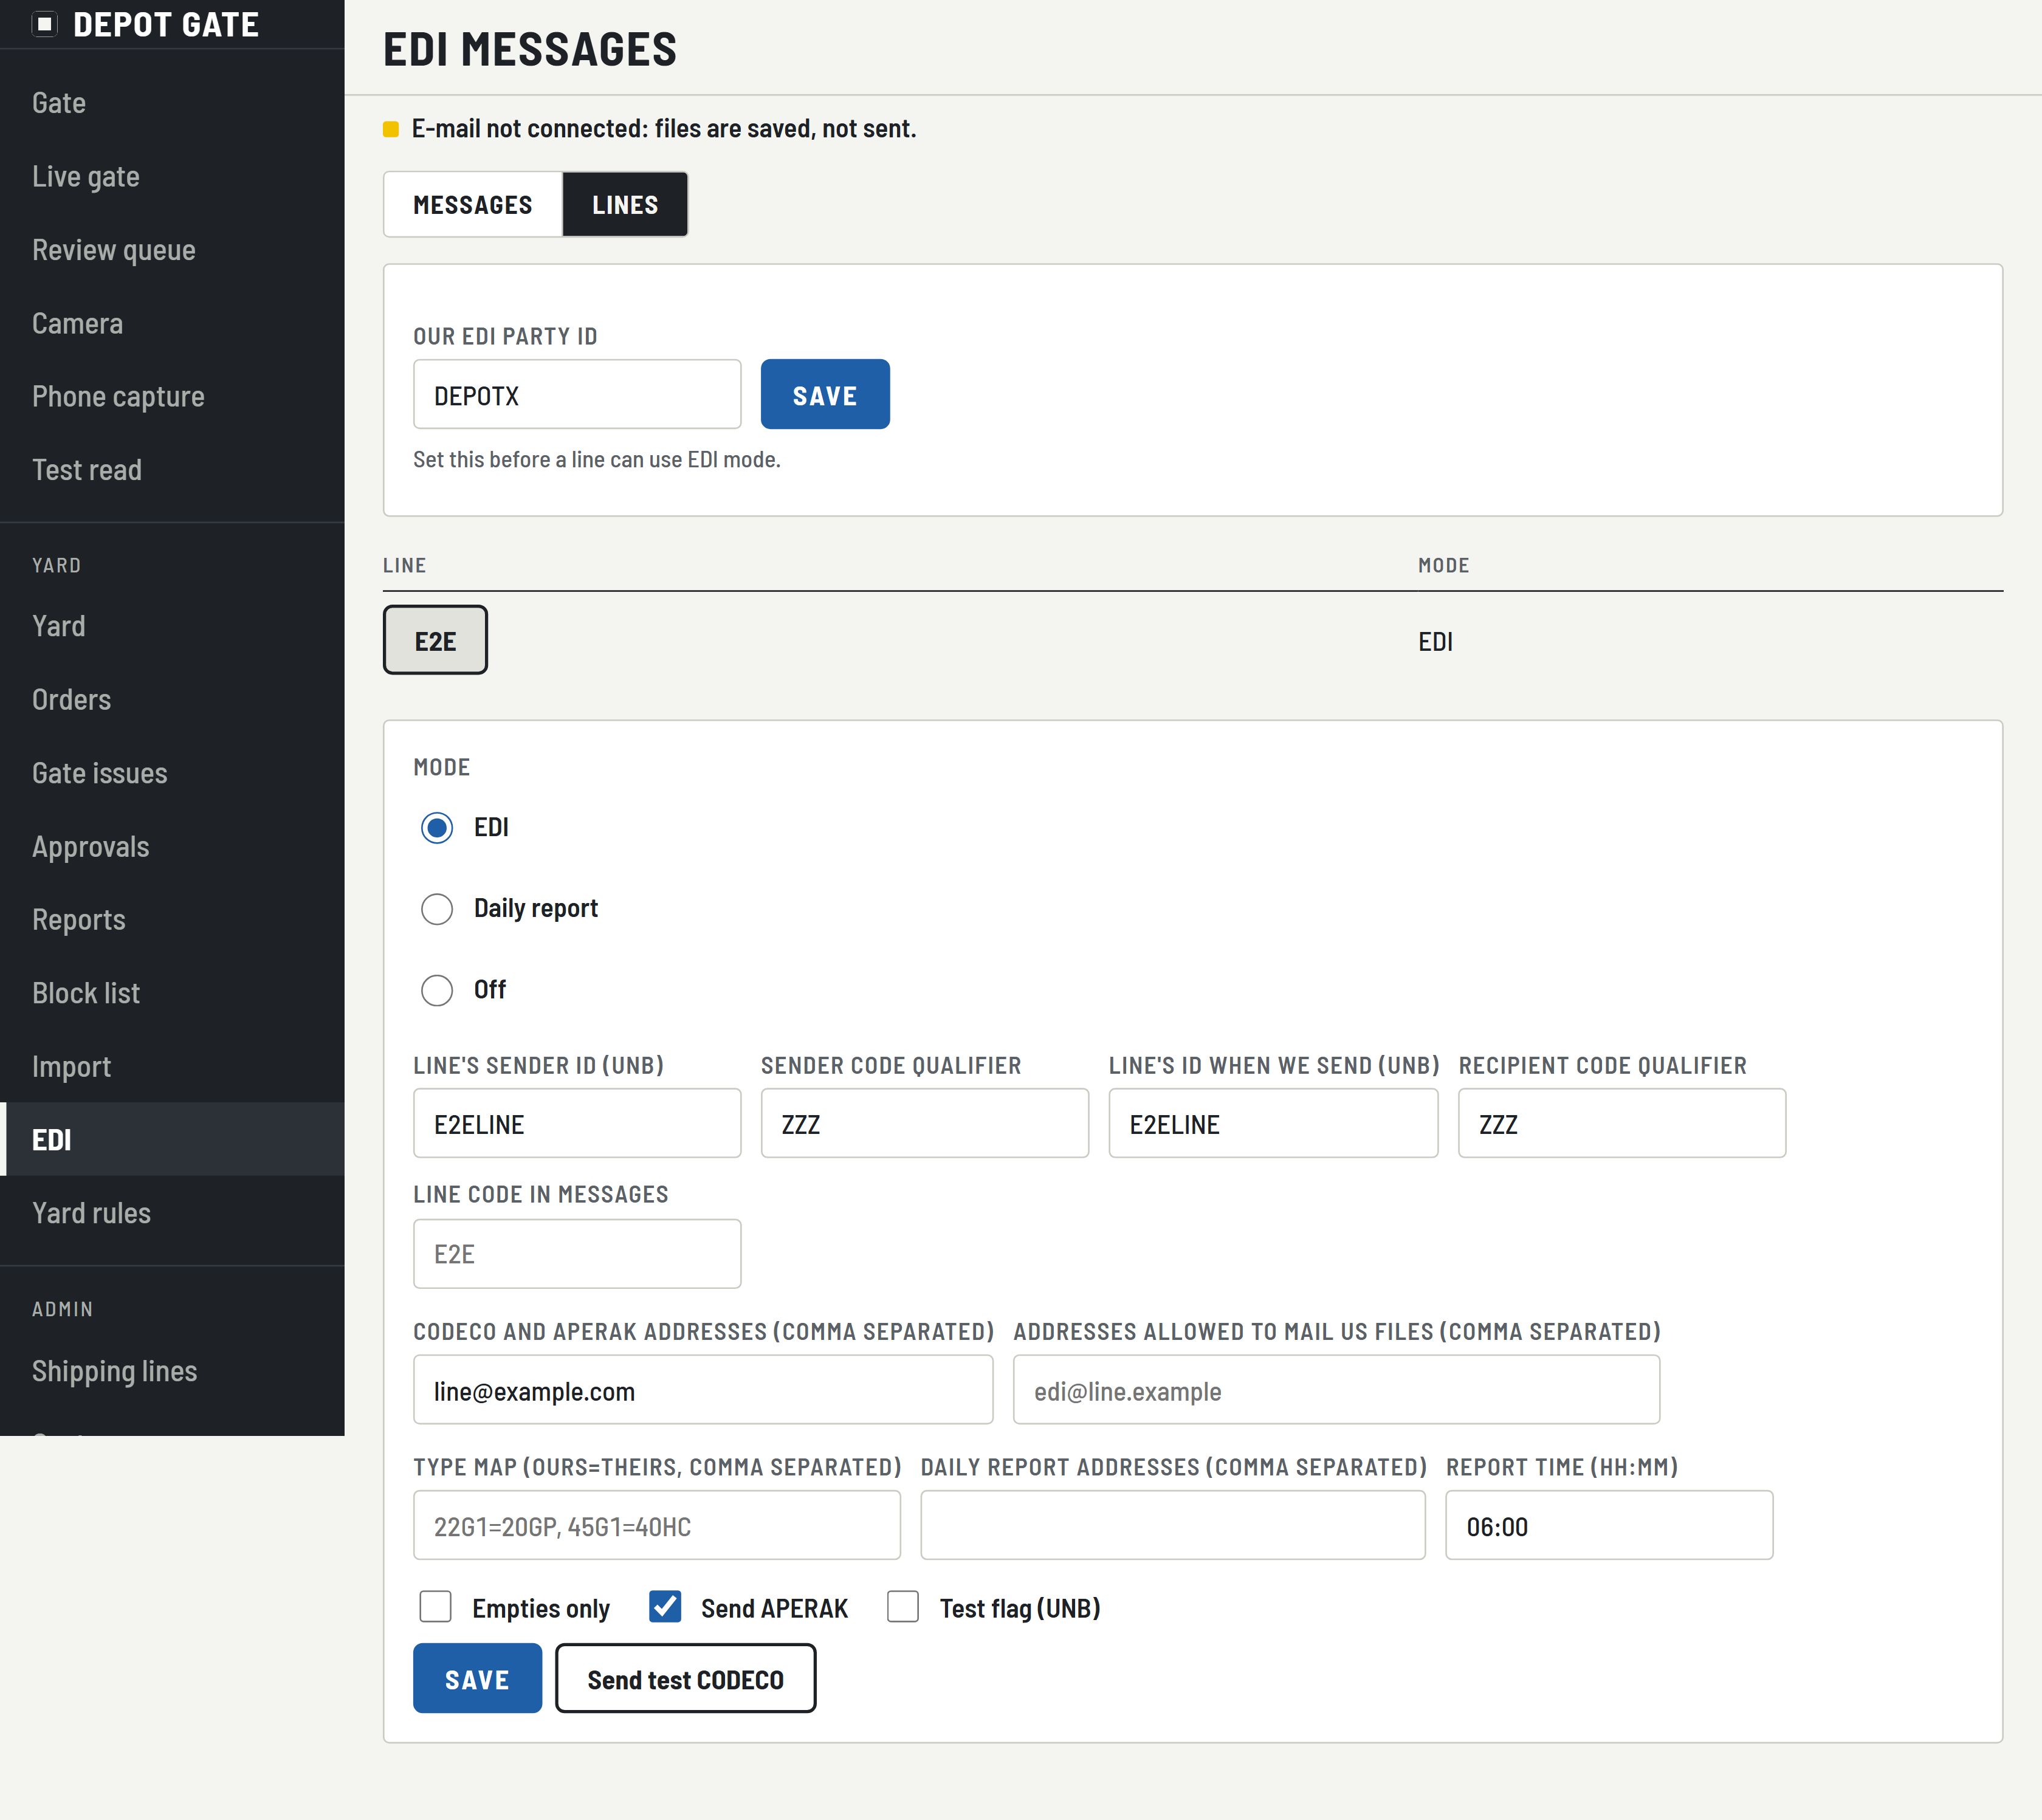 DEPOT GATE
Gate
Live gate
Review queue
Camera
Phone capture
Test read
YARD
Yard
Orders
Gate issues
Approvals
Reports
Block list
Import
EDI
Yard rules
ADMIN
Shipping lines
EDI MESSAGES
E-mail not connected: files are saved, not sent.
MESSAGES LINES
OUR EDI PARTY ID
DEPOTX SAVE
Set this before a line can use EDI mode.
LINE MODE
E2E EDI
MODE
EDI
Daily report
Off
LINE'S SENDER ID (UNB) SENDER CODE QUALIFIER LINE'S ID WHEN WE SEND (UNB) RECIPIENT CODE QUALIFIER
E2ELINE ZZZ E2ELINE ZZZ
LINE CODE IN MESSAGES
E2E
CODECO AND APERAK ADDRESSES (COMMA SEPARATED) ADDRESSES ALLOWED TO MAIL US FILES (COMMA SEPARATED)
line@example.com edi@line.example
TYPE MAP (OURS=THEIRS, COMMA SEPARATED) DAILY REPORT ADDRESSES (COMMA SEPARATED) REPORT TIME (HH:MM)
22G1=20GP, 45G1=40HC 06:00
Empties only Send APERAK Test flag (UNB)
SAVE Send test CODECO